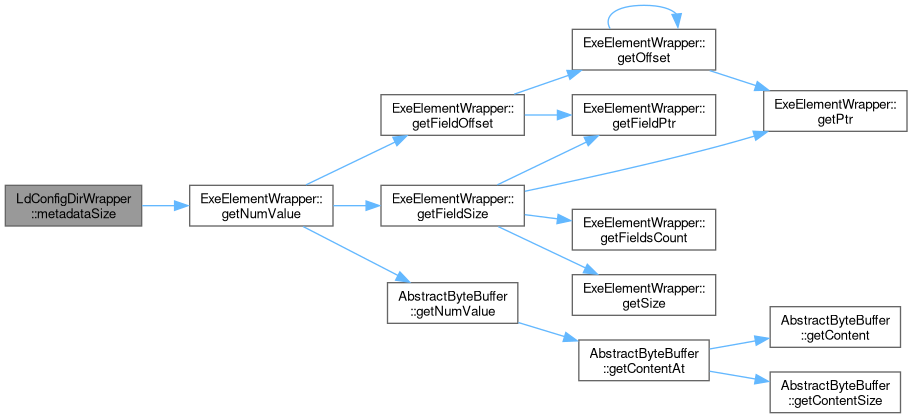 LdConfigDirWrapper
::metadataSize
ExeElementWrapper::
getNumValue
ExeElementWrapper::
getFieldOffset
ExeElementWrapper::
getOffset
ExeElementWrapper::
getPtr
ExeElementWrapper::
getFieldPtr
ExeElementWrapper::
getFieldSize
ExeElementWrapper::
getFieldsCount
ExeElementWrapper::
getSize
AbstractByteBuffer
::getNumValue
AbstractByteBuffer
::getContentAt
AbstractByteBuffer
::getContent
AbstractByteBuffer
::getContentSize